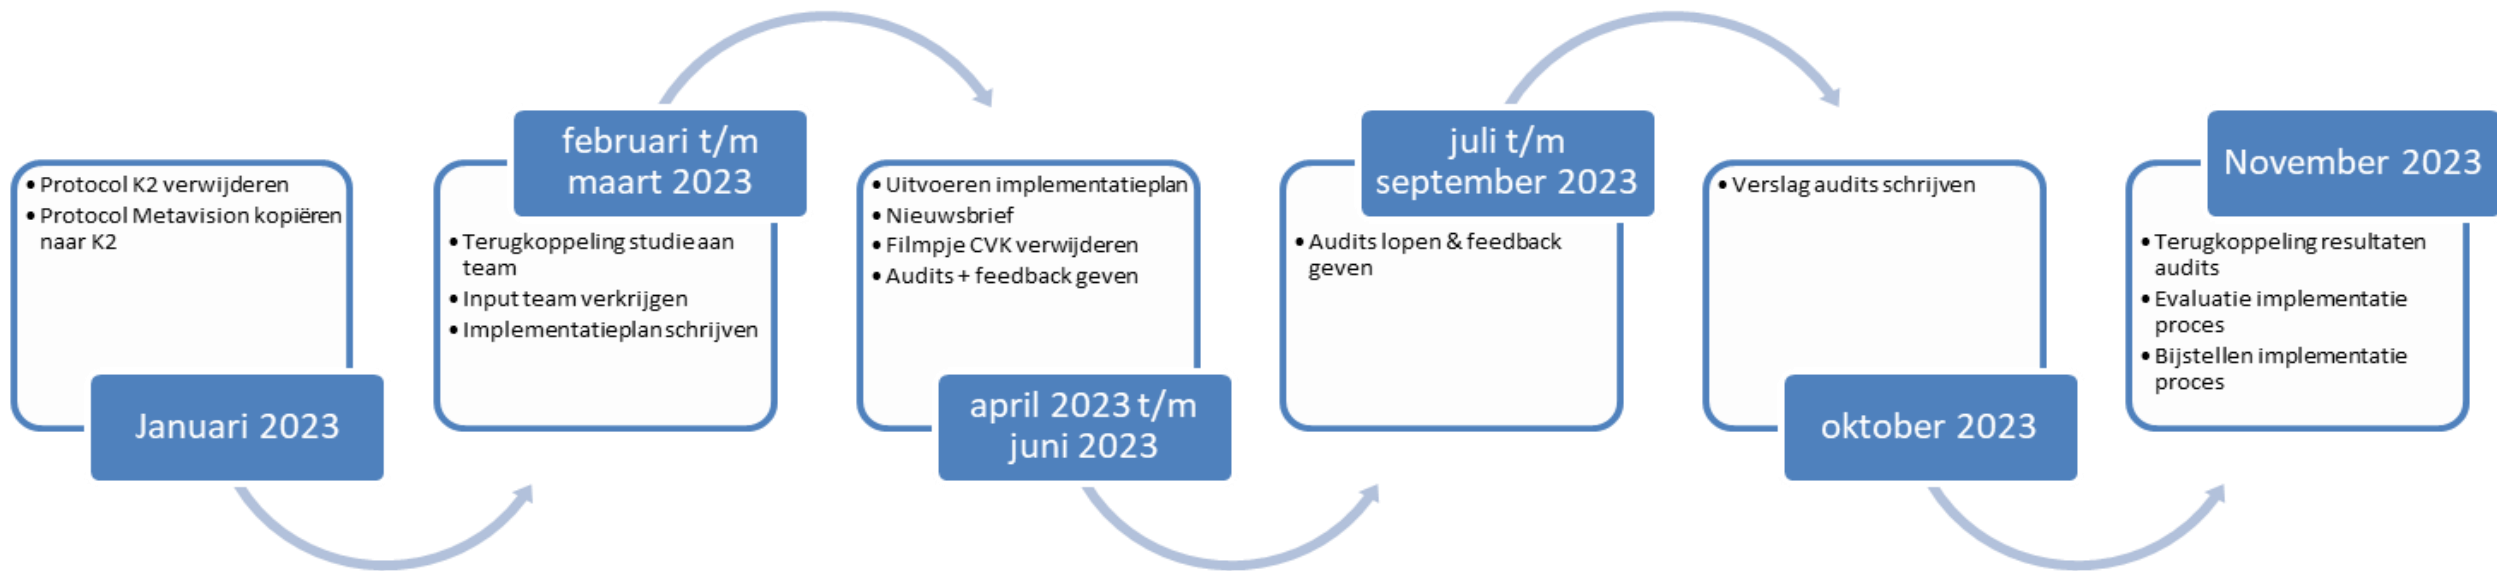 • Protocol K2 verwijderen
• Protocol Metavision kopiëren
naar K2
Januari 2023
februari t/m
maart 2023
• Terugkoppeling studie aan
team
• Input team verkrijgen
• Implementatieplan schrijven
• Uitvoeren implementatieplan
• Nieuwsbrief
• Filmpje CVK verwijderen
• Audits + feedback geven
april 2023 t/m
juni 2023
juli t/m
september 2023
• Audits lopen & feedback
geven
• Verslag audits schrijven
oktober 2023
November 2023
• Terugkoppeling resultaten
audits
• Evaluatie implementatie
proces
• Bijstellen implementatie
proces